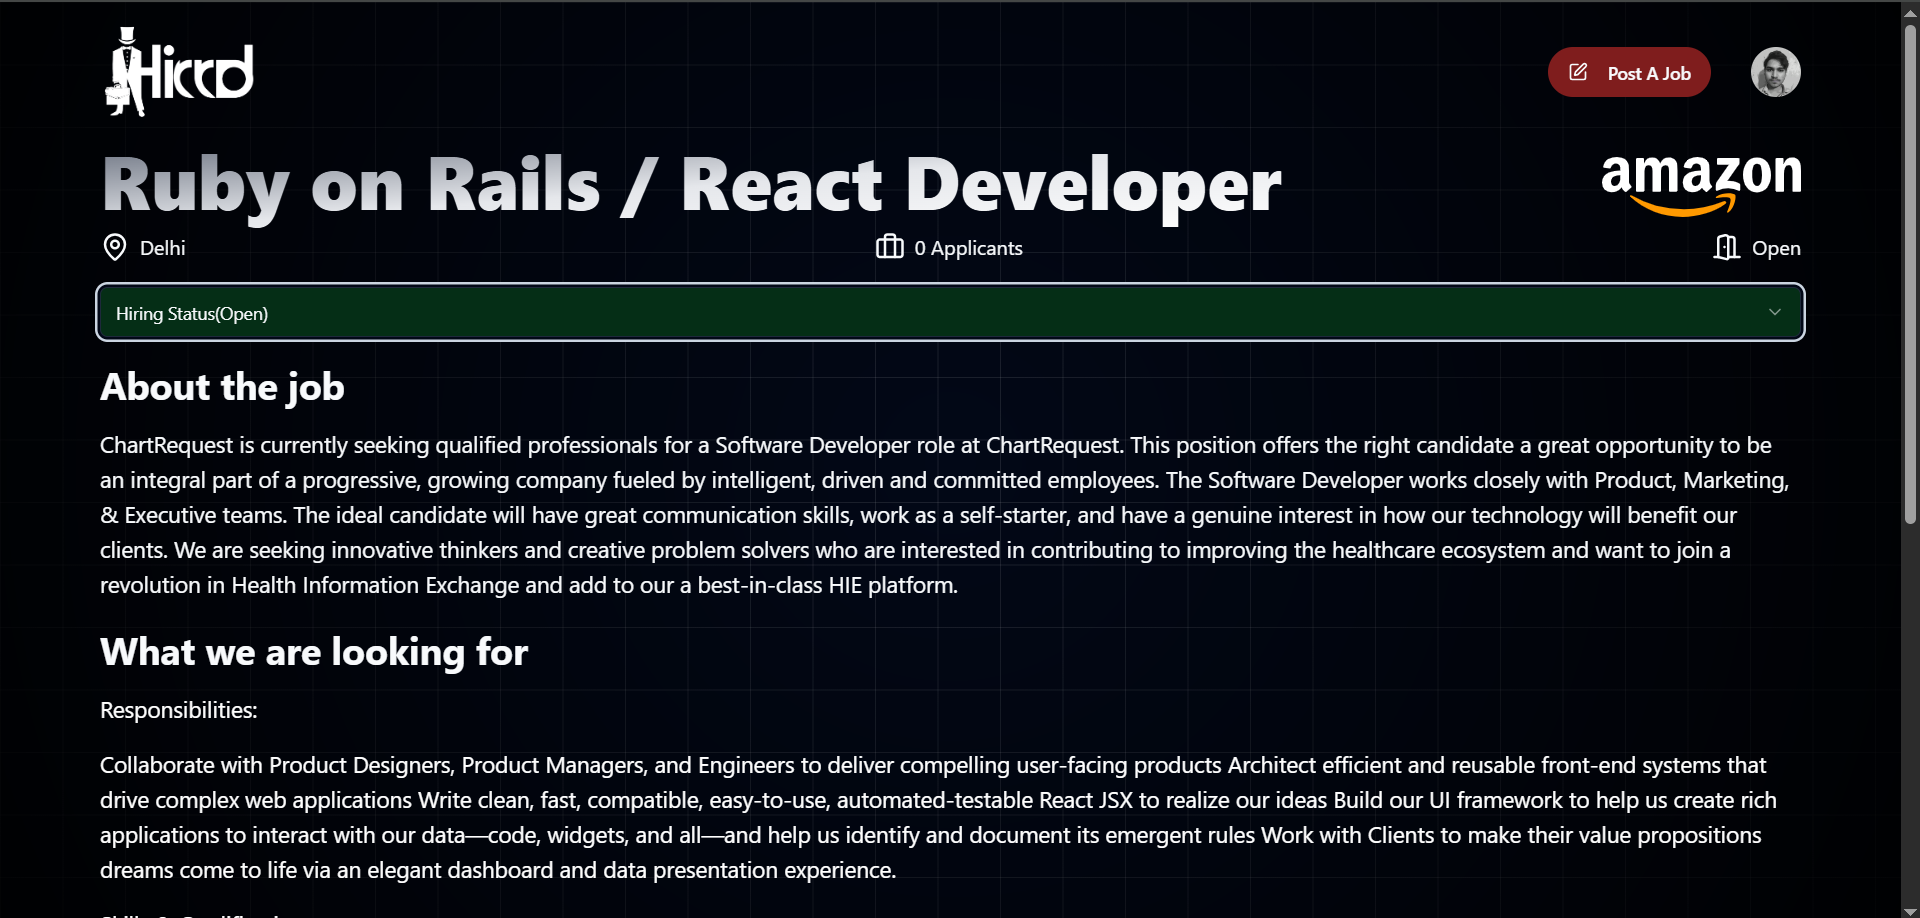 Hirrd
Post A Job
Ruby on Rails / React Developer
amazon
Delhi
0 Applicants
Open
Hiring Status(Open)
About the job
ChartRequest is currently seeking qualified professionals for a Software Developer role at ChartRequest. This position offers the right candidate a great opportunity to be
an integral part of a progressive, growing company fueled by intelligent, driven and committed employees. The Software Developer works closely with Product, Marketing,
& Executive teams. The ideal candidate will have great communication skills, work as a self-starter, and have a genuine interest in how our technology will benefit our
clients. We are seeking innovative thinkers and creative problem solvers who are interested in contributing to improving the healthcare ecosystem and want to join a
revolution in Health Information Exchange and add to our a best-in-class HIE platform.
What we are looking for
Responsibilities:
Collaborate with Product Designers, Product Managers, and Engineers to deliver compelling user-facing products Architect efficient and reusable front-end systems that
drive complex web applications Write clean, fast, compatible, easy-to-use, automated-testable React JSX to realize our ideas Build our UI framework to help us create rich
applications to interact with our data—code, widgets, and all—and help us identify and document its emergent rules Work with Clients to make their value propositions
dreams come to life via an elegant dashboard and data presentation experience.